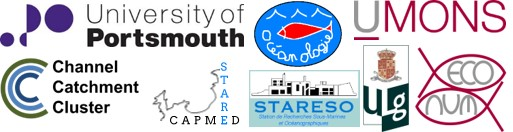 University of
Portsmouth
océanologie
UMONS
Channel
Catchment
Cluster
STARE
CAPMED
STARESO
Station de Recherches Sous-Marines
et Océanographiques
ulg
ECO
NUM